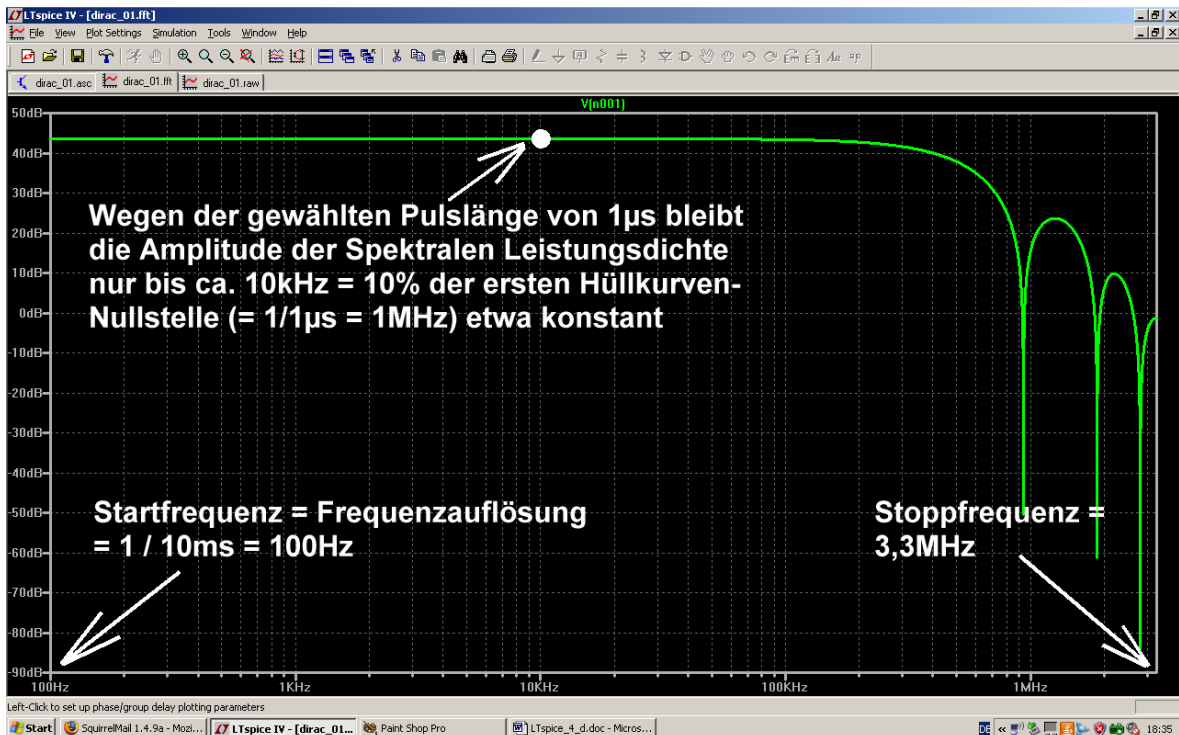 LTspice IV - [dirac_01.fft]
File View Plot Settings Simulation Tools Window Help
dirac_01.asc dirac_01.fft dirac_01.raw
V(n001)
50dB
40dB
30dB
20dB
10dB
0dB
-10dB
-20dB
-30dB
-40dB
-50dB
-60dB
-70dB
-80dB
-90dB
Wegen der gewählten Pulslänge von 1µs bleibt
die Amplitude der Spektralen Leistungsdichte
nur bis ca. 10kHz = 10% der ersten Hüllkurven-
Nullstelle (= 1/1µs = 1MHz) etwa konstant
Startfrequenz = Frequenzauflösung
= 1 / 10ms = 100Hz
Stoppfrequenz =
3,3MHz
100Hz 1KHz 10KHz 100KHz 1MHz
Left-Click to set up phase/group delay plotting parameters
Start SquirrelMail 1.4.9a - Mozi... LTspice IV - [dirac_01... Paint Shop Pro LTspice_4_d.doc - Micros... DE « 18:35